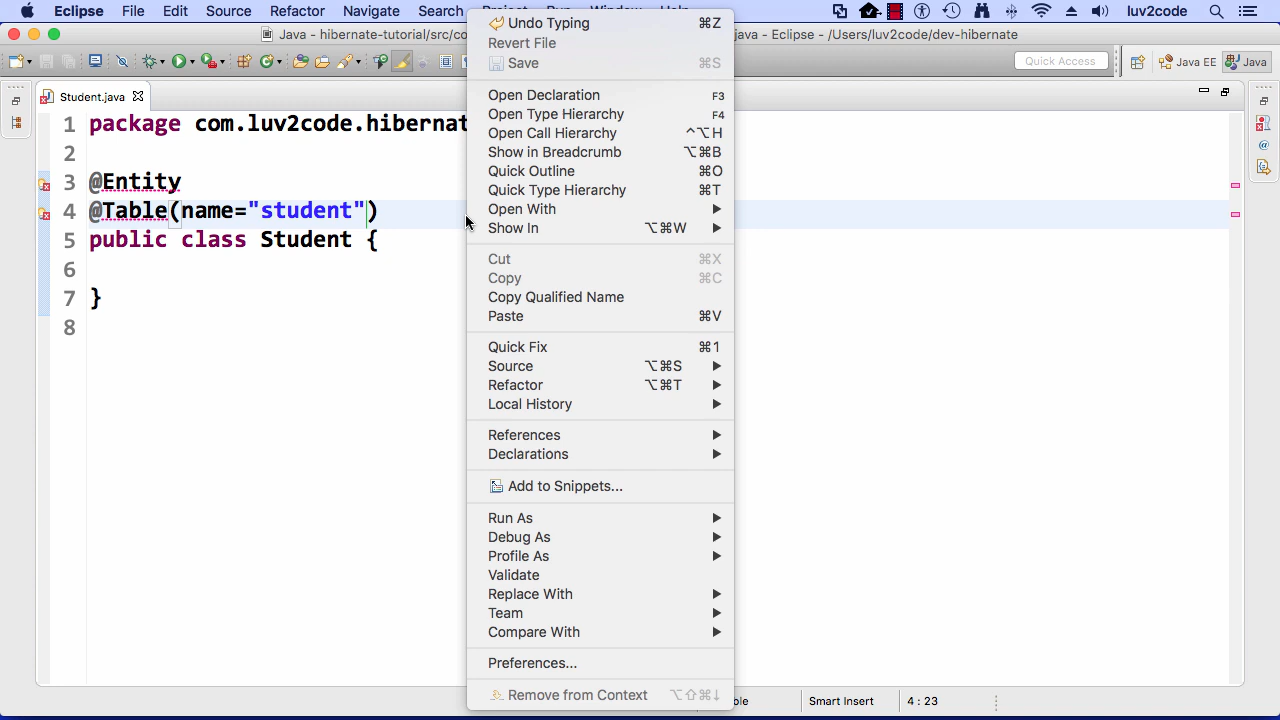 Eclipse File Edit Source Refactor Navigate Search luv2code
Java - hibernate-tutorial/src/co java - Eclipse - /Users/luv2code/dev-hibernate
Quick Access Java EE Java
Student.java
1 package com.luv2code.hibernat
2
3 @Entity
4 @Table(name="student")
5 public class Student {
6
7 }
8
Undo Typing ⌘Z
Revert File
Save ⌘S
Open Declaration F3
Open Type Hierarchy F4
Open Call Hierarchy ^⌥H
Show in Breadcrumb ⌥⌘B
Quick Outline ⌘O
Quick Type Hierarchy ⌘T
Open With
Show In ⌥⌘W
Cut ⌘X
Copy ⌘C
Copy Qualified Name
Paste ⌘V
Quick Fix ⌘1
Source ⌥⌘S
Refactor ⌥⌘T
Local History
References
Declarations
Add to Snippets...
Run As
Debug As
Profile As
Validate
Replace With
Team
Compare With
Preferences...
Remove from Context ⌥⇧⌘↓
ble Smart Insert 4 : 23